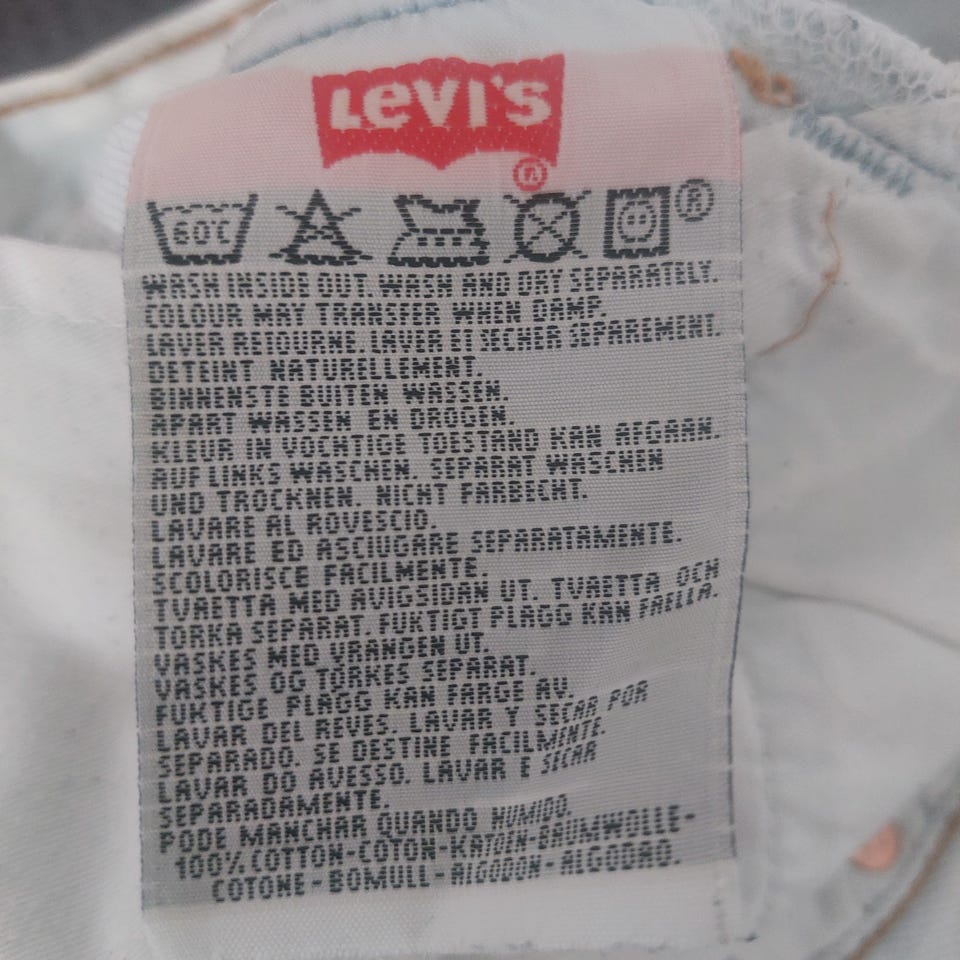 LEVI'S
®
60°C
®
WASH INSIDE OUT. WASH AND DRY SEPARATELY.
COLOUR MAY TRANSFER WHEN DAMP.
LAVER RETOURNE. LAVER ET SECHER SEPAREMENT.
DETEINT NATURELLEMENT.
BINNENSTE BUITEN WASSEN.
APART WASSEN EN DROGEN.
KLEUR IN VOCHTIGE TOESTAND KAN AFGAAN.
AUF LINKS WASCHEN. SEPARAT WASCHEN
UND TROCKNEN. NICHT FARBECHT.
LAVARE AL ROVESCIO.
LAVARE ED ASCIUGARE SEPARATAMENTE.
SCOLORISCE FACILMENTE.
TVAETTA MED AVIGSIDAN UT. TVAETTA OCH
TORKA SEPARAT. FUKTIGT PLAGG KAN FAELLA.
VASKES MED VRANGEN UT.
VASKES OG TORKES SEPARAT.
FUKTIGE PLAGG KAN FARGE AV.
LAVAR DEL REVES. LAVAR Y SECAR POR
SEPARADO. SE DESTINE FACILMENTE.
LAVAR DO AVESSO. LAVAR E SECAR
SEPARADAMENTE.
PODE MANCHAR QUANDO HUMIDO.
100% COTTON-COTON-KATOEN-BAUMWOLLE-
COTONE-BOMULL-ALGODON-ALGODAO.